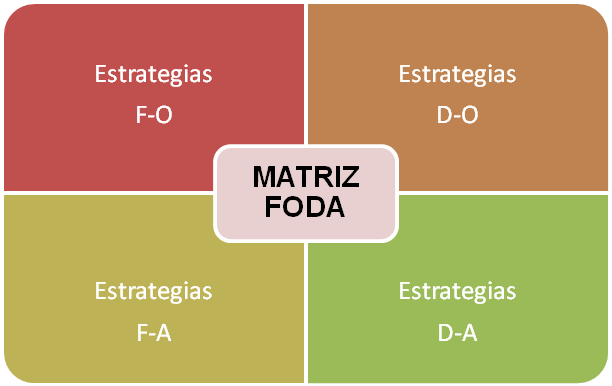 Estrategias
F-O
Estrategias
D-O
MATRIZ
FODA
Estrategias
F-A
Estrategias
D-A